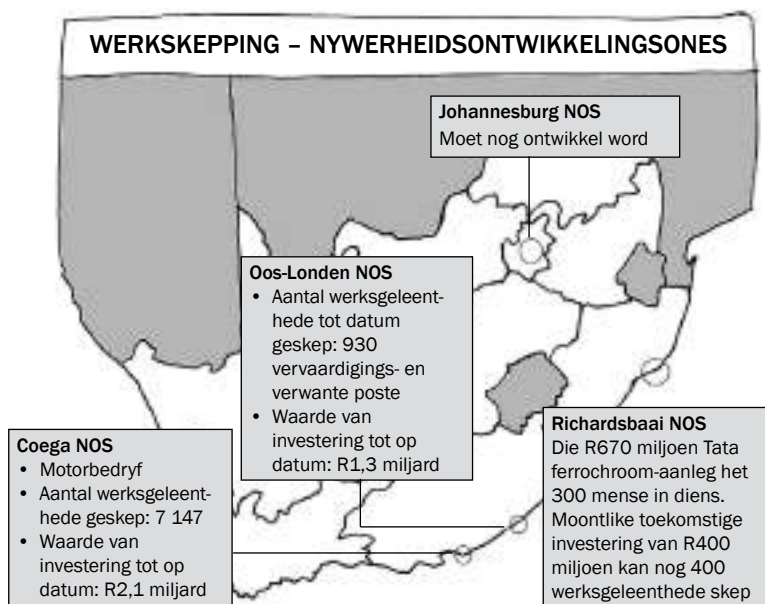 WERKSKEPPING – NYWERHEIDSONTWIKKELINGSONES
Johannesburg NOS
Moet nog ontwikkel word
Oos-Londen NOS
• Aantal werksgeleent-
hede tot datum
geskep: 930
vervaardigings- en
verwante poste
• Waarde van
investering tot op
datum: R1,3 miljard
Coega NOS
• Motorbedryf
• Aantal werksgeleent-
hede geskep: 7 147
• Waarde van
investering tot op
datum: R2,1 miljard
Richardsbaai NOS
Die R670 miljoen Tata
ferrochroom-aanleg het
300 mense in diens.
Moontlike toekomstige
investering van R400
miljoen kan nog 400
werksgeleenthede skep